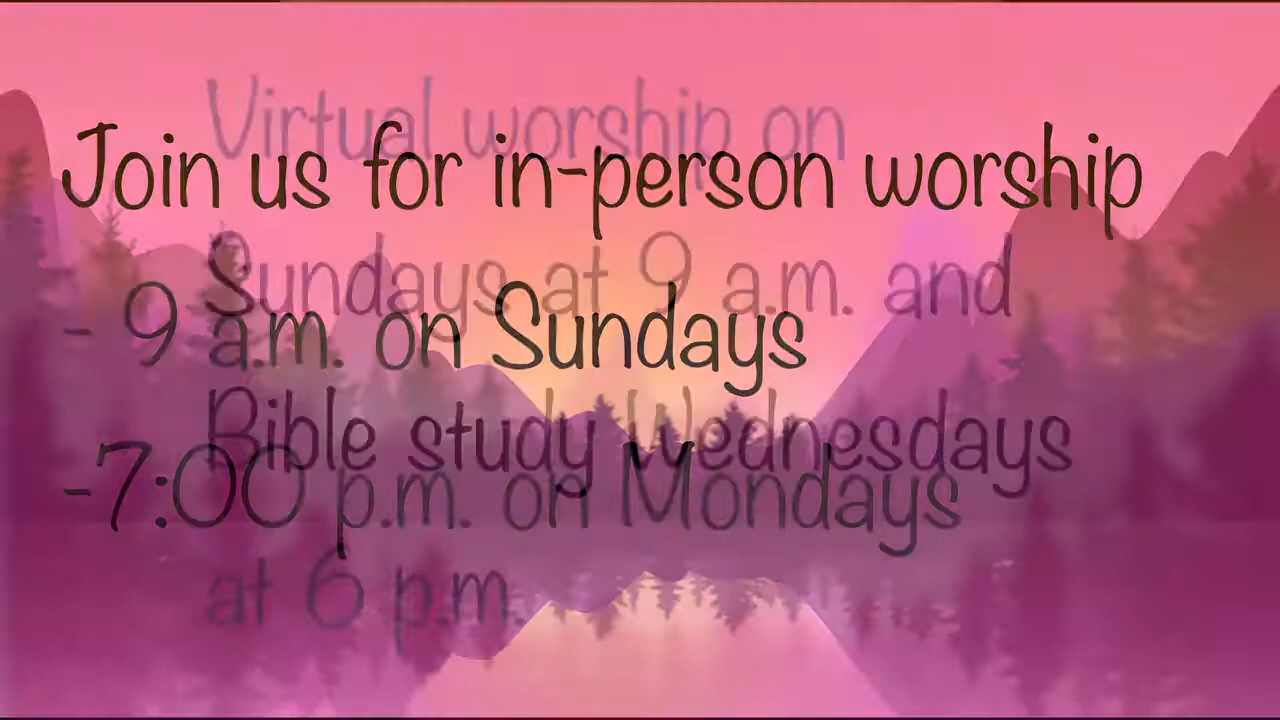 Join us for in-person worship
- 9 a.m. on Sundays
-7:00 p.m. on Mondays
Virtual worship on
Sundays at 9 a.m. and
Bible study Wednesdays
at 6 p.m.